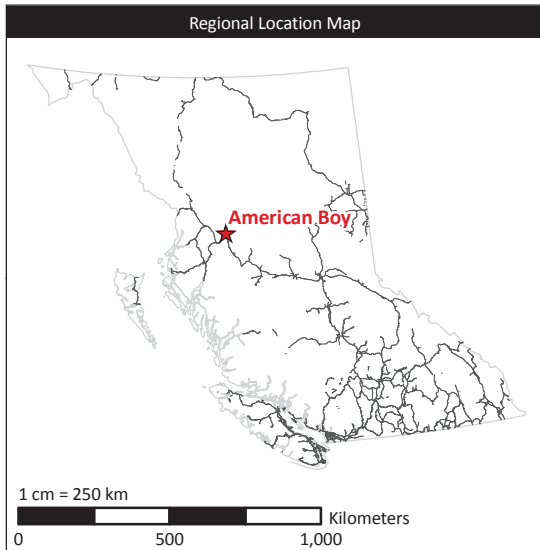 Regional Location Map
American Boy
1 cm = 250 km
Kilometers
0 500 1,000